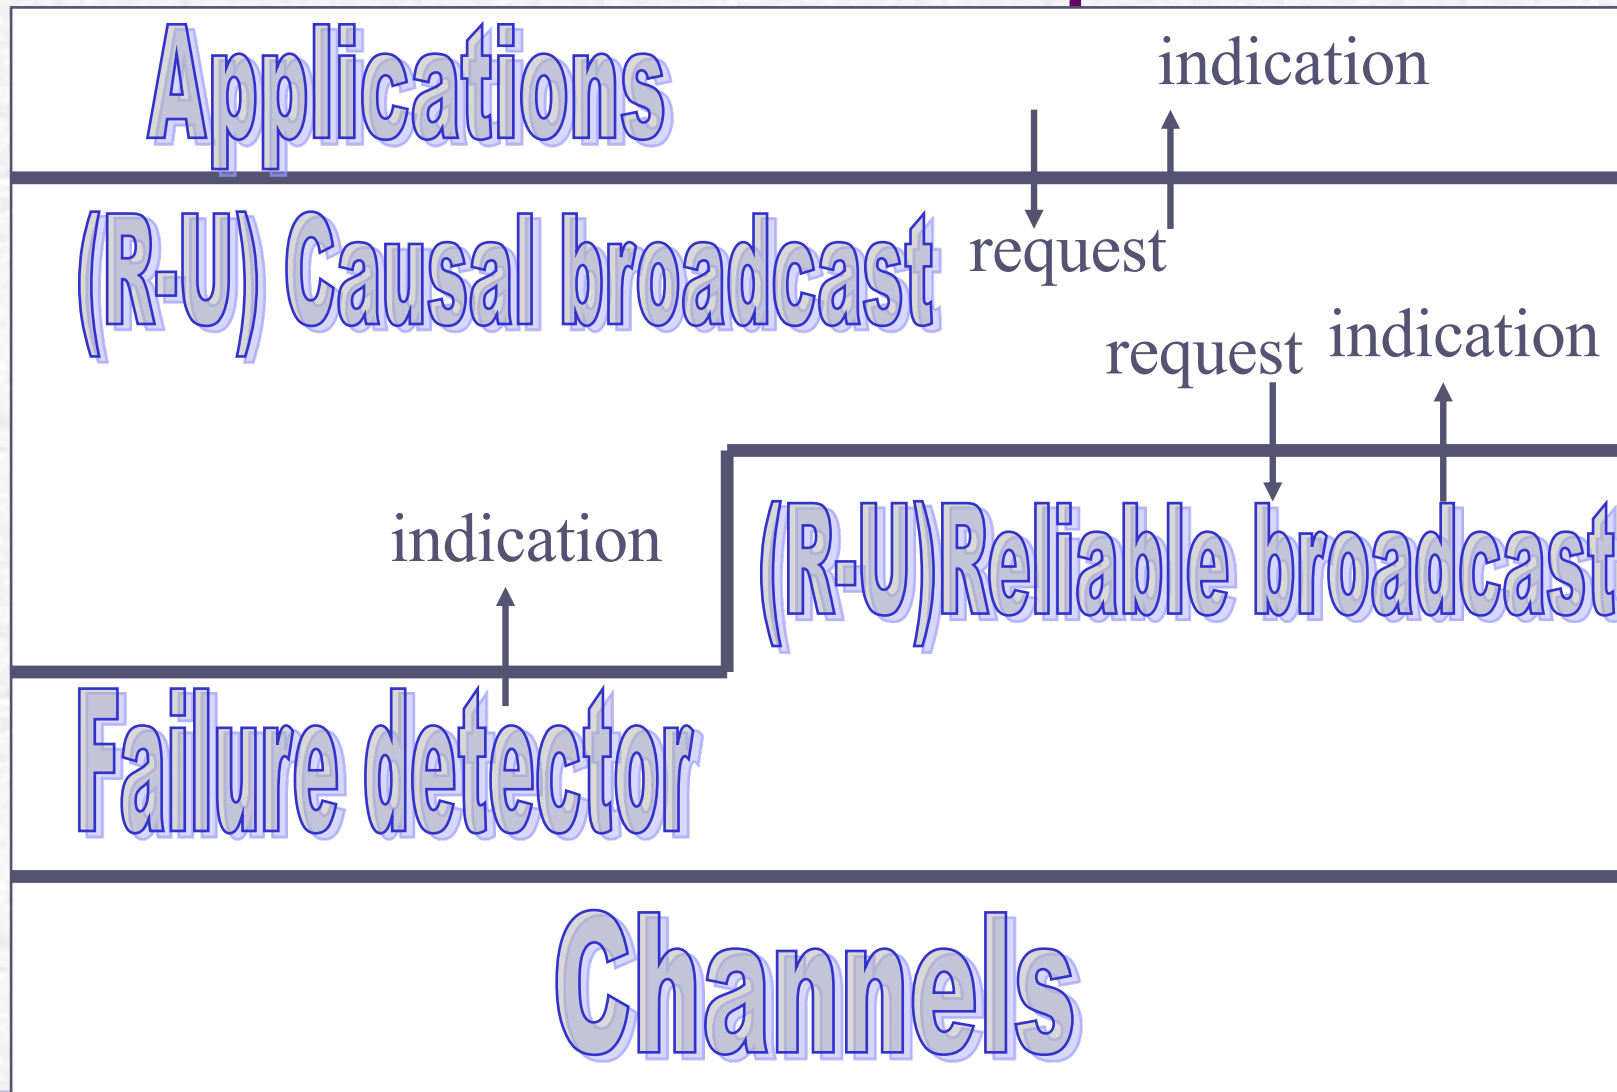 Applications
indication
(R-U) Causal broadcast
request
request
indication
indication
(R-U)Reliable broadcast
Failure detector
Channels